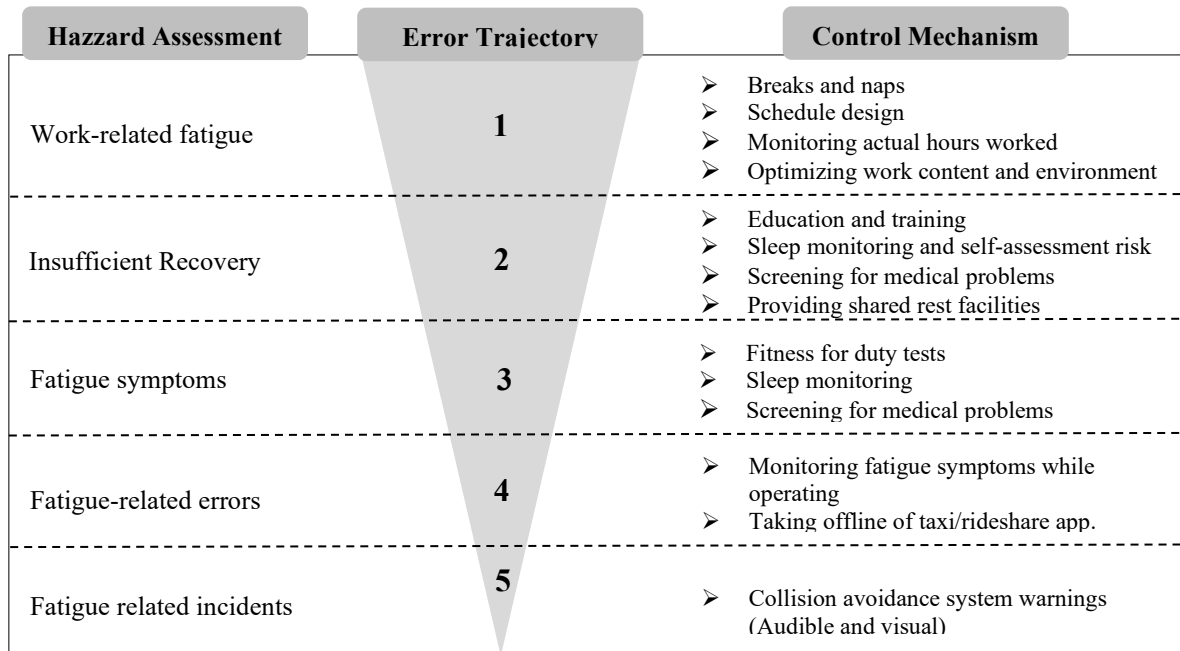 Hazzard Assessment
Error Trajectory
Control Mechanism
Work-related fatigue
1
➢ Breaks and naps
➢ Schedule design
➢ Monitoring actual hours worked
➢ Optimizing work content and environment
Insufficient Recovery
2
➢ Education and training
➢ Sleep monitoring and self-assessment risk
➢ Screening for medical problems
➢ Providing shared rest facilities
Fatigue symptoms
3
➢ Fitness for duty tests
➢ Sleep monitoring
➢ Screening for medical problems
Fatigue-related errors
4
➢ Monitoring fatigue symptoms while
operating
➢ Taking offline of taxi/rideshare app.
Fatigue related incidents
5
➢ Collision avoidance system warnings
(Audible and visual)